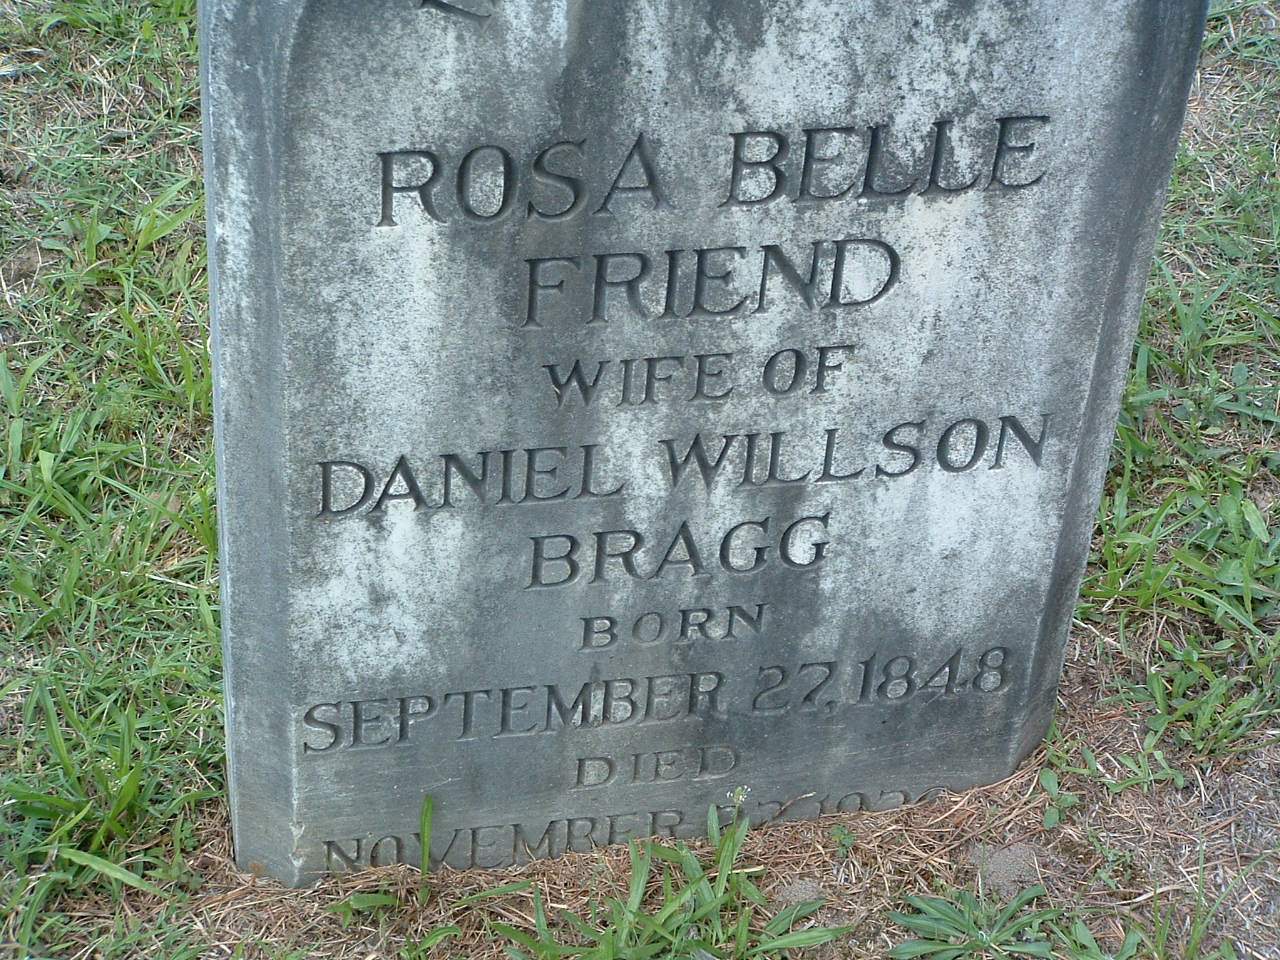 ROSA BELLE
FRIEND
WIFE OF
DANIEL WILLSON
BRAGG
BORN
SEPTEMBER 27, 1848
DIED
NOVEMBER